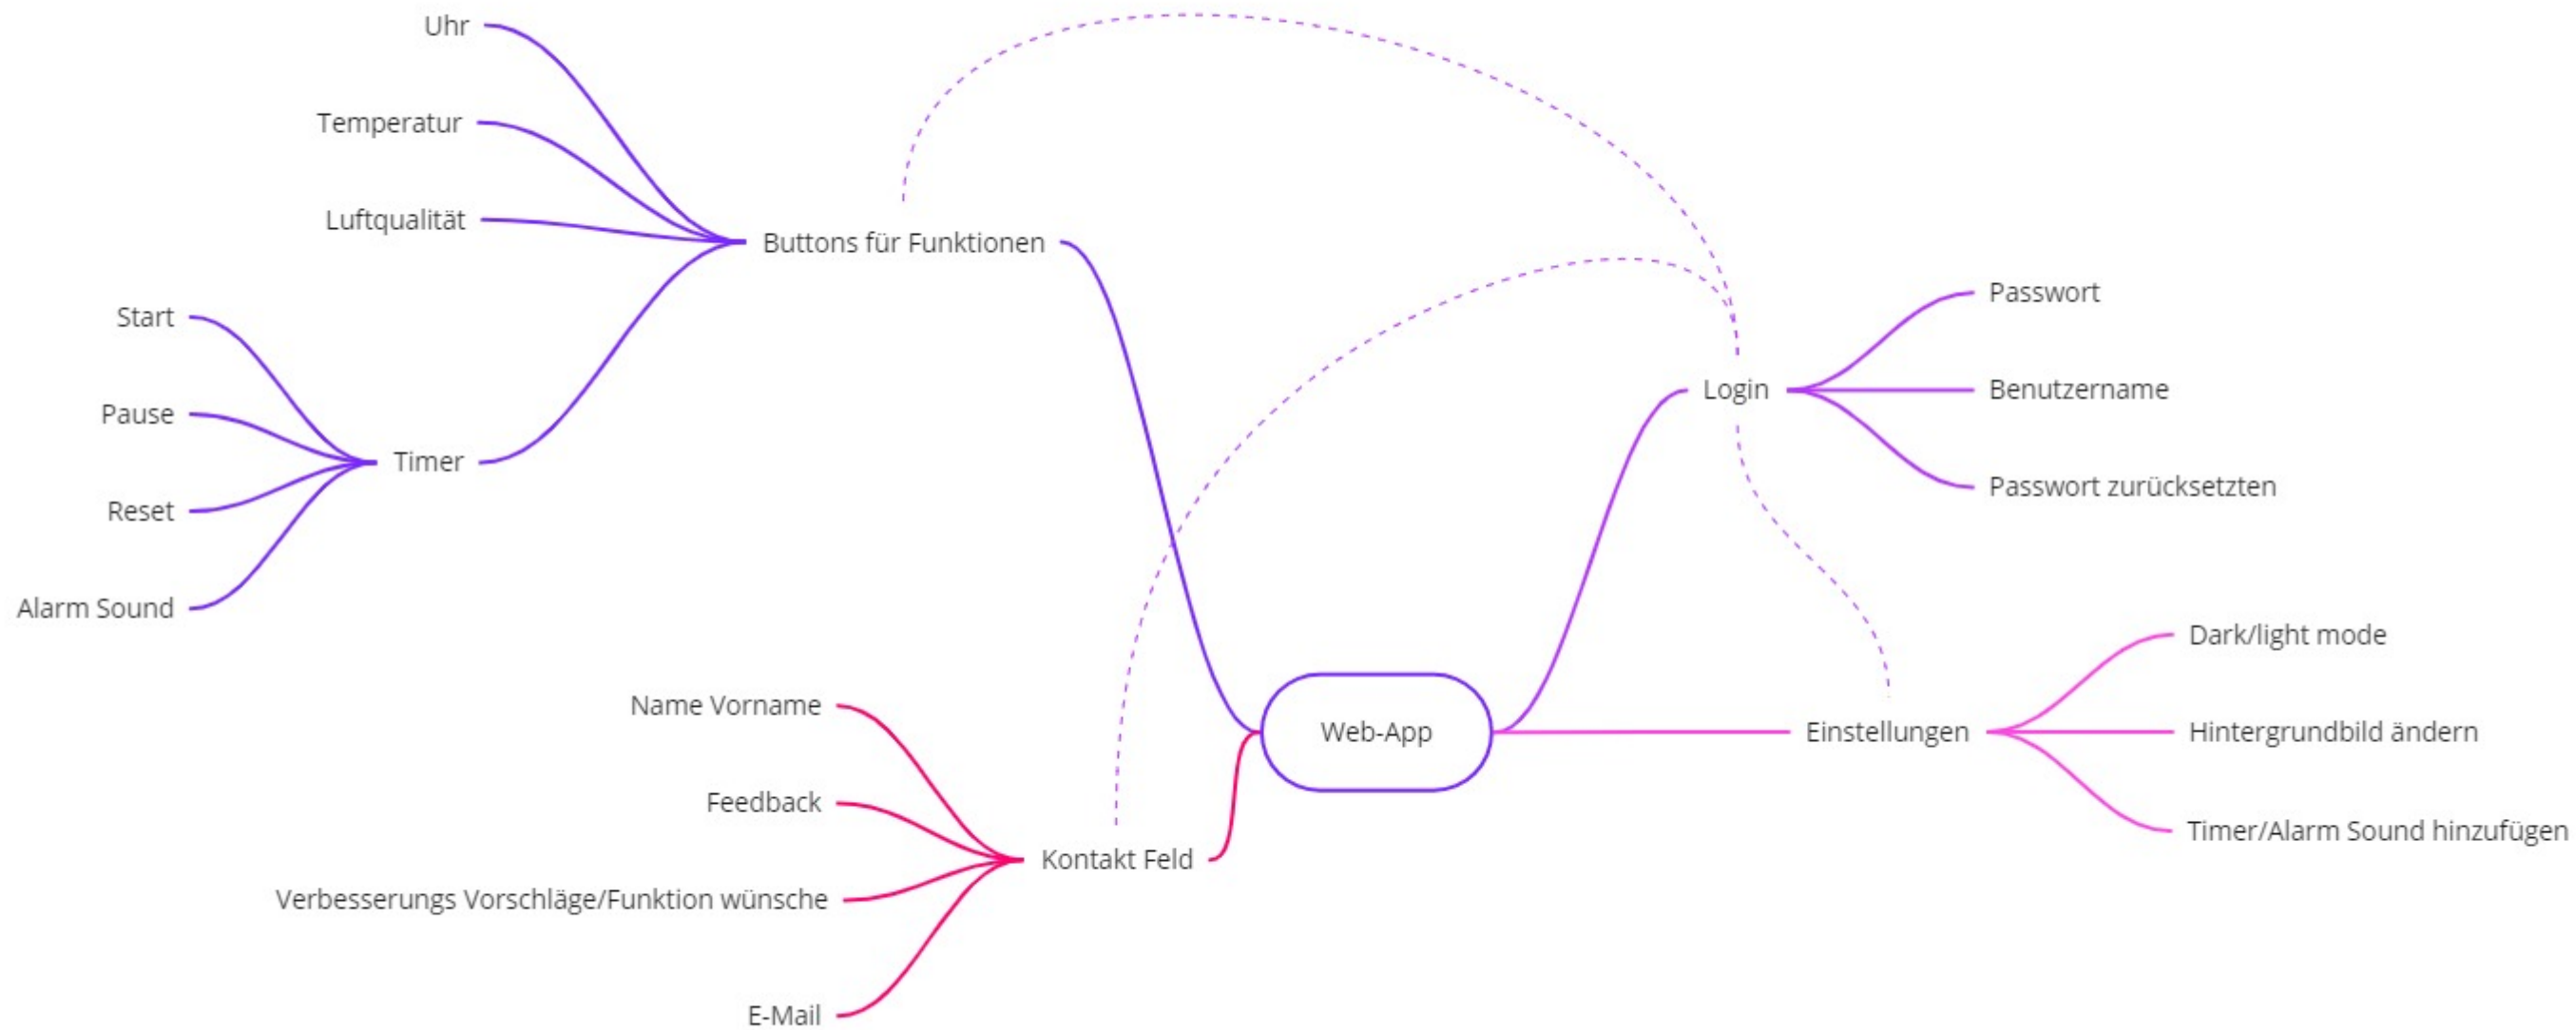 Uhr
Temperatur
Luftqualität
Buttons für Funktionen
Start
Pause
Timer
Reset
Alarm Sound
Passwort
Login
Benutzername
Passwort zurücksetzten
Web-App
Dark/light mode
Einstellungen
Hintergrundbild ändern
Timer/Alarm Sound hinzufügen
Name Vorname
Feedback
Kontakt Feld
Verbesserungs Vorschläge/Funktion wünsche
E-Mail